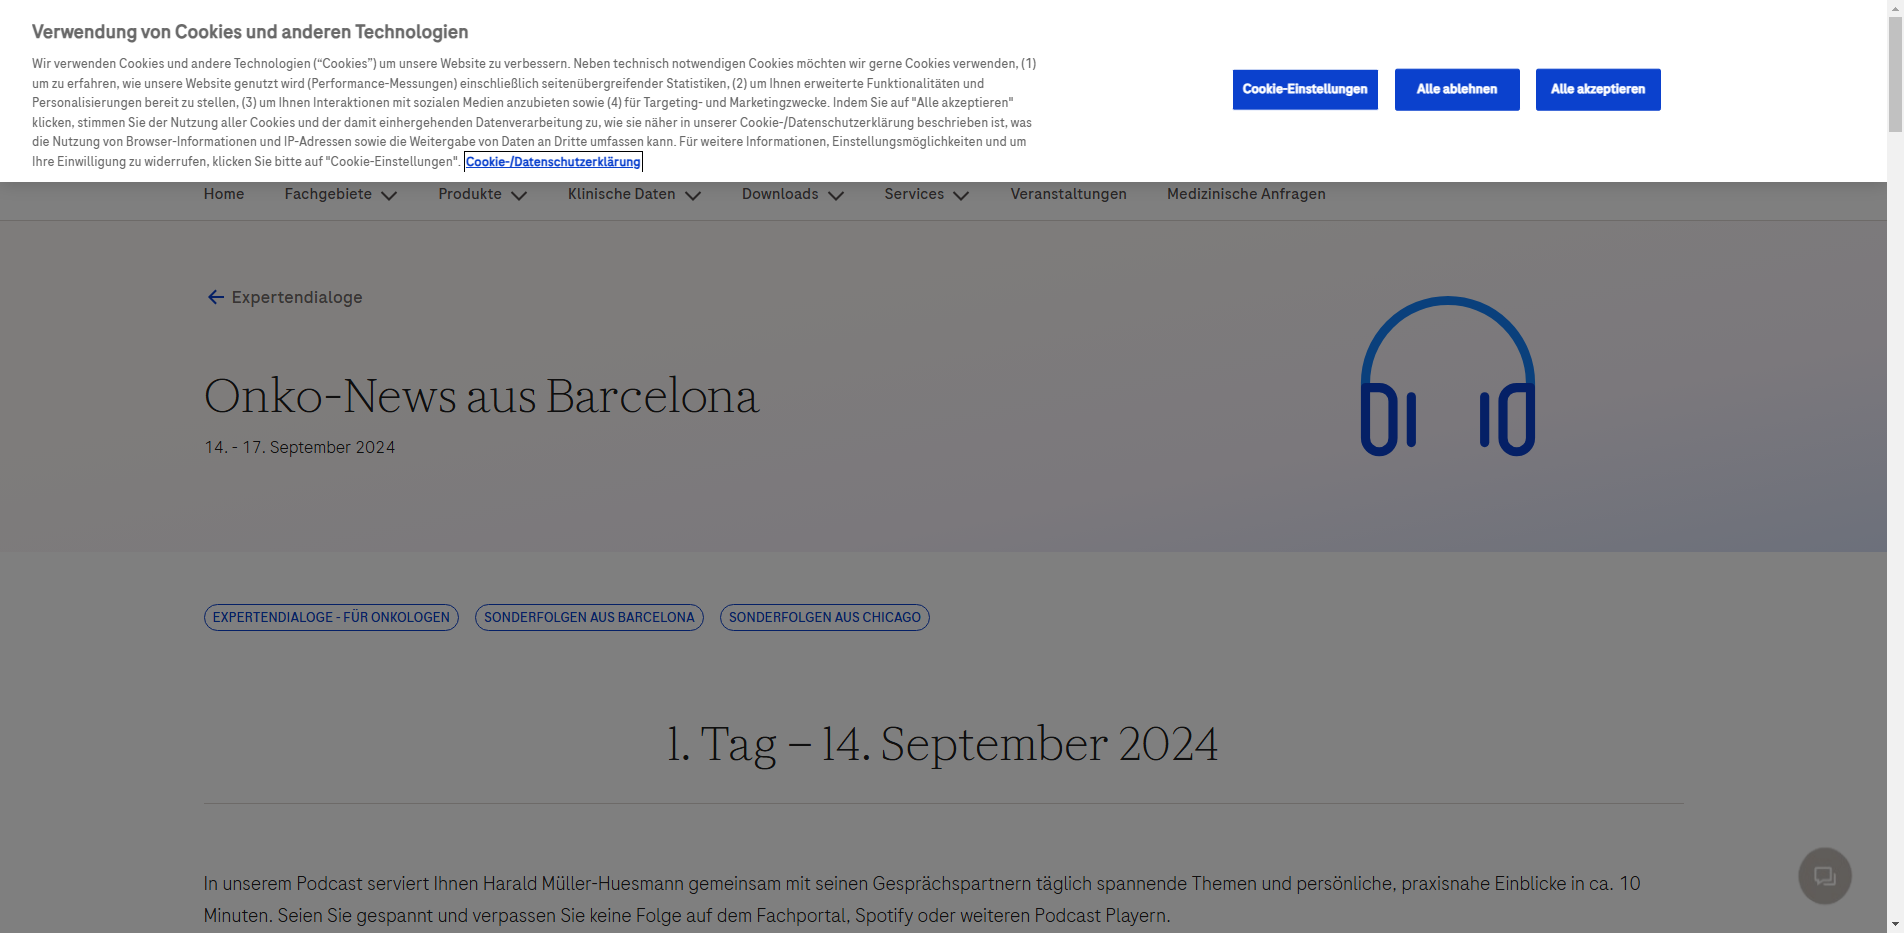 Verwendung von Cookies und anderen Technologien
Wir verwenden Cookies und andere Technologien (“Cookies”) um unsere Website zu verbessern. Neben technisch notwendigen Cookies möchten wir gerne Cookies verwenden, (1)
um zu erfahren, wie unsere Website genutzt wird (Performance-Messungen) einschließlich seitenübergreifender Statistiken, (2) um Ihnen erweiterte Funktionalitäten und
Personalisierungen bereit zu stellen, (3) um Ihnen Interaktionen mit sozialen Medien anzubieten sowie (4) für Targeting- und Marketingzwecke. Indem Sie auf "Alle akzeptieren"
klicken, stimmen Sie der Nutzung aller Cookies und der damit einhergehenden Datenverarbeitung zu, wie sie näher in unserer Cookie-/Datenschutzerklärung beschrieben ist, was
die Nutzung von Browser-Informationen und IP-Adressen sowie die Weitergabe von Daten an Dritte umfassen kann. Für weitere Informationen, Einstellungsmöglichkeiten und um
Ihre Einwilligung zu widerrufen, klicken Sie bitte auf "Cookie-Einstellungen". Cookie-/Datenschutzerklärung
Cookie-Einstellungen Alle ablehnen Alle akzeptieren
Home Fachgebiete Produkte Klinische Daten Downloads Services Veranstaltungen Medizinische Anfragen
Expertendialoge
Onko-News aus Barcelona
14. - 17. September 2024
EXPERTENDIALOGE - FÜR ONKOLOGEN SONDERFOLGEN AUS BARCELONA SONDERFOLGEN AUS CHICAGO
1. Tag – 14. September 2024
In unserem Podcast serviert Ihnen Harald Müller-Huesmann gemeinsam mit seinen Gesprächspartnern täglich spannende Themen und persönliche, praxisnahe Einblicke in ca. 10
Minuten. Seien Sie gespannt und verpassen Sie keine Folge auf dem Fachportal, Spotify oder weiteren Podcast Playern.